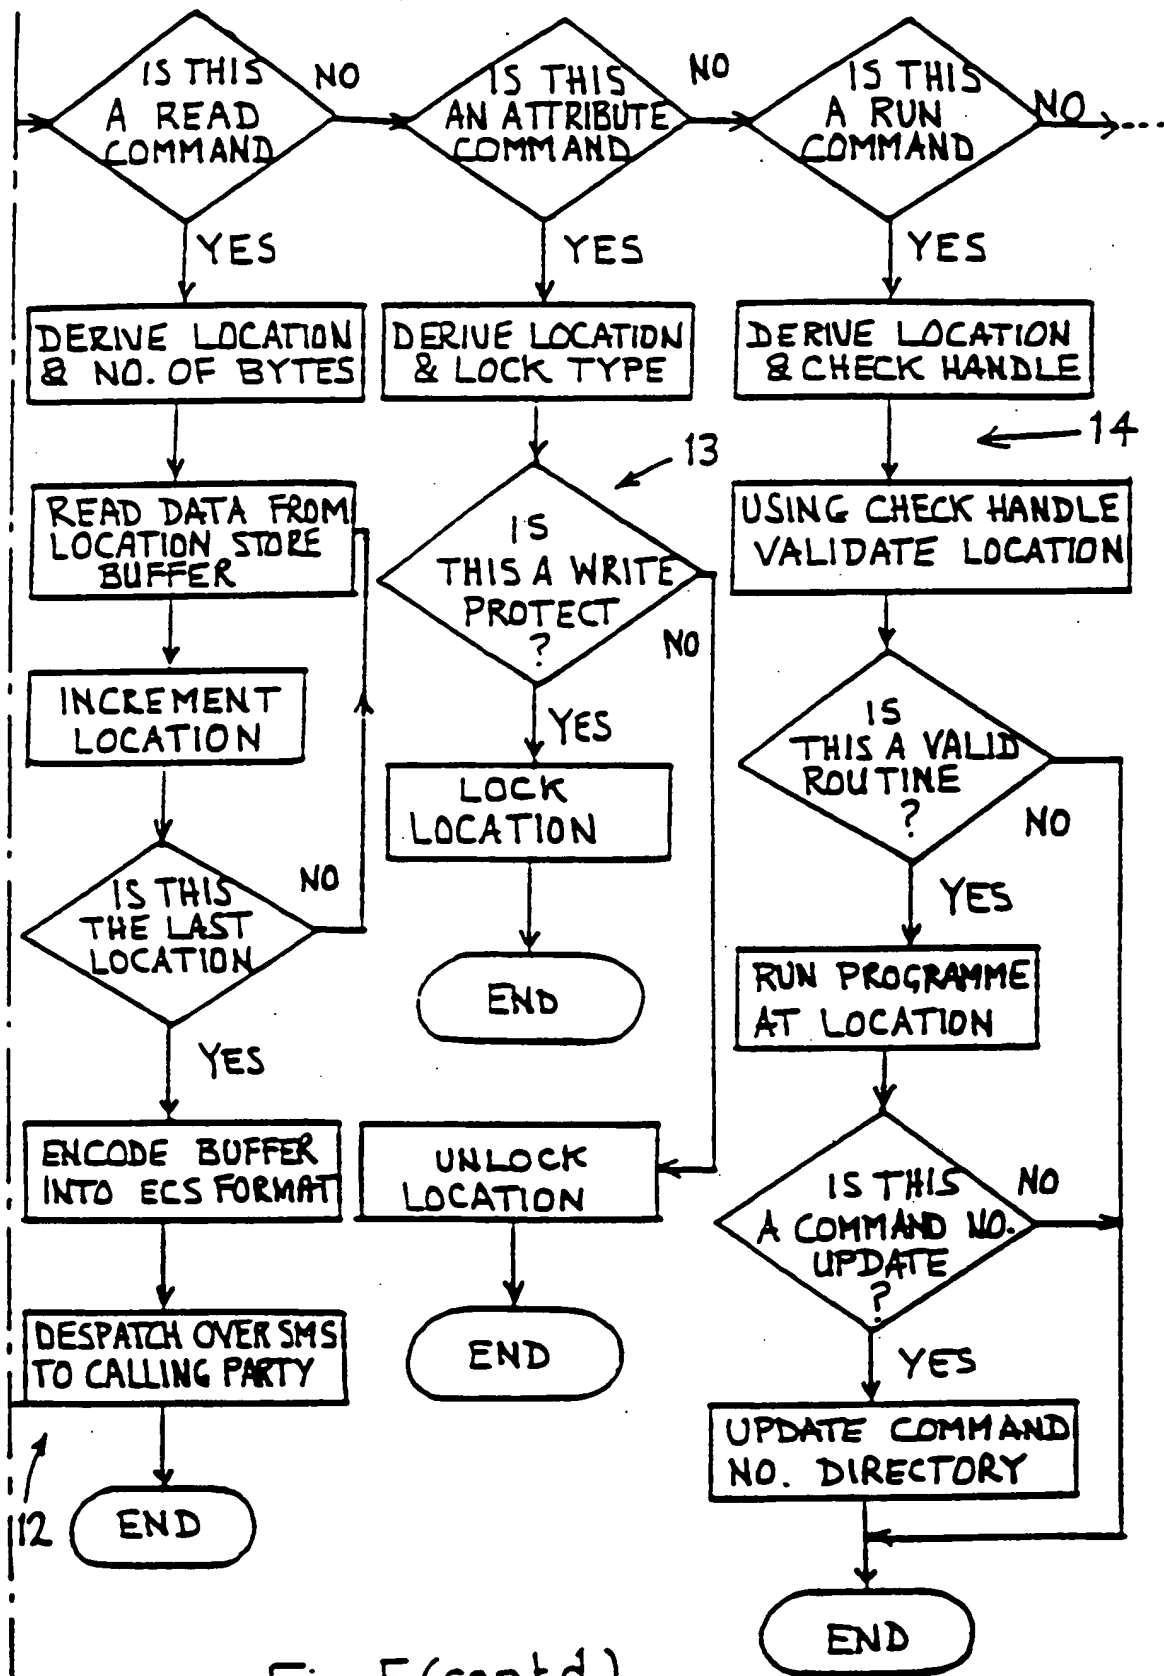 IS THIS
A READ
COMMAND
NO
YES
DERIVE LOCATION
& NO. OF BYTES
READ DATA FROM
LOCATION STORE
BUFFER
INCREMENT
LOCATION
IS THIS
THE LAST
LOCATION
NO
YES
ENCODE BUFFER
INTO ECS FORMAT
DESPATCH OVER SMS
TO CALLING PARTY
12
END
IS THIS
AN ATTRIBUTE
COMMAND
NO
YES
DERIVE LOCATION
& LOCK TYPE
13
IS
THIS A WRITE
PROTECT
?
NO
YES
LOCK
LOCATION
END
UNLOCK
LOCATION
END
IS THIS
A RUN
COMMAND
NO
YES
DERIVE LOCATION
& CHECK HANDLE
14
USING CHECK HANDLE
VALIDATE LOCATION
IS
THIS A VALID
ROUTINE
?
NO
YES
RUN PROGRAMME
AT LOCATION
IS THIS
A COMMAND NO.
UPDATE
?
NO
YES
UPDATE COMMAND
NO. DIRECTORY
END
Fig. 5 (contd.)